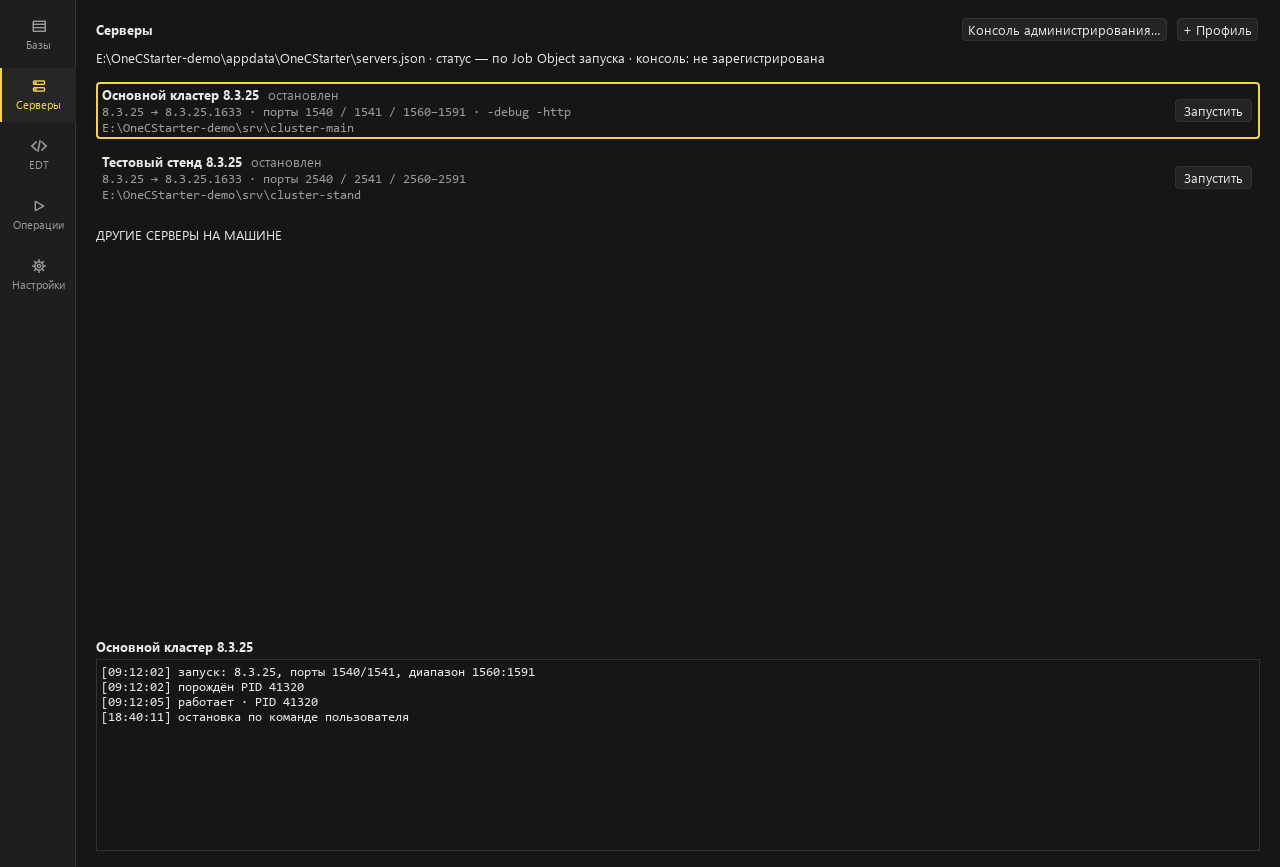 Базы
Серверы
EDT
Операции
Настройки
Серверы
Консоль администрирования...
+ Профиль
E:\OneCStarter-demo\appdata\OneCStarter\servers.json · статус — по Job Object запуска · консоль: не зарегистрирована
Основной кластер 8.3.25 остановлен
8.3.25 → 8.3.25.1633 · порты 1540 / 1541 / 1560–1591 · -debug -http
E:\OneCStarter-demo\srv\cluster-main
Запустить
Тестовый стенд 8.3.25 остановлен
8.3.25 → 8.3.25.1633 · порты 2540 / 2541 / 2560–2591
E:\OneCStarter-demo\srv\cluster-stand
Запустить
ДРУГИЕ СЕРВЕРЫ НА МАШИНЕ
Основной кластер 8.3.25
[09:12:02] запуск: 8.3.25, порты 1540/1541, диапазон 1560:1591
[09:12:02] порождён PID 41320
[09:12:05] работает · PID 41320
[18:40:11] остановка по команде пользователя